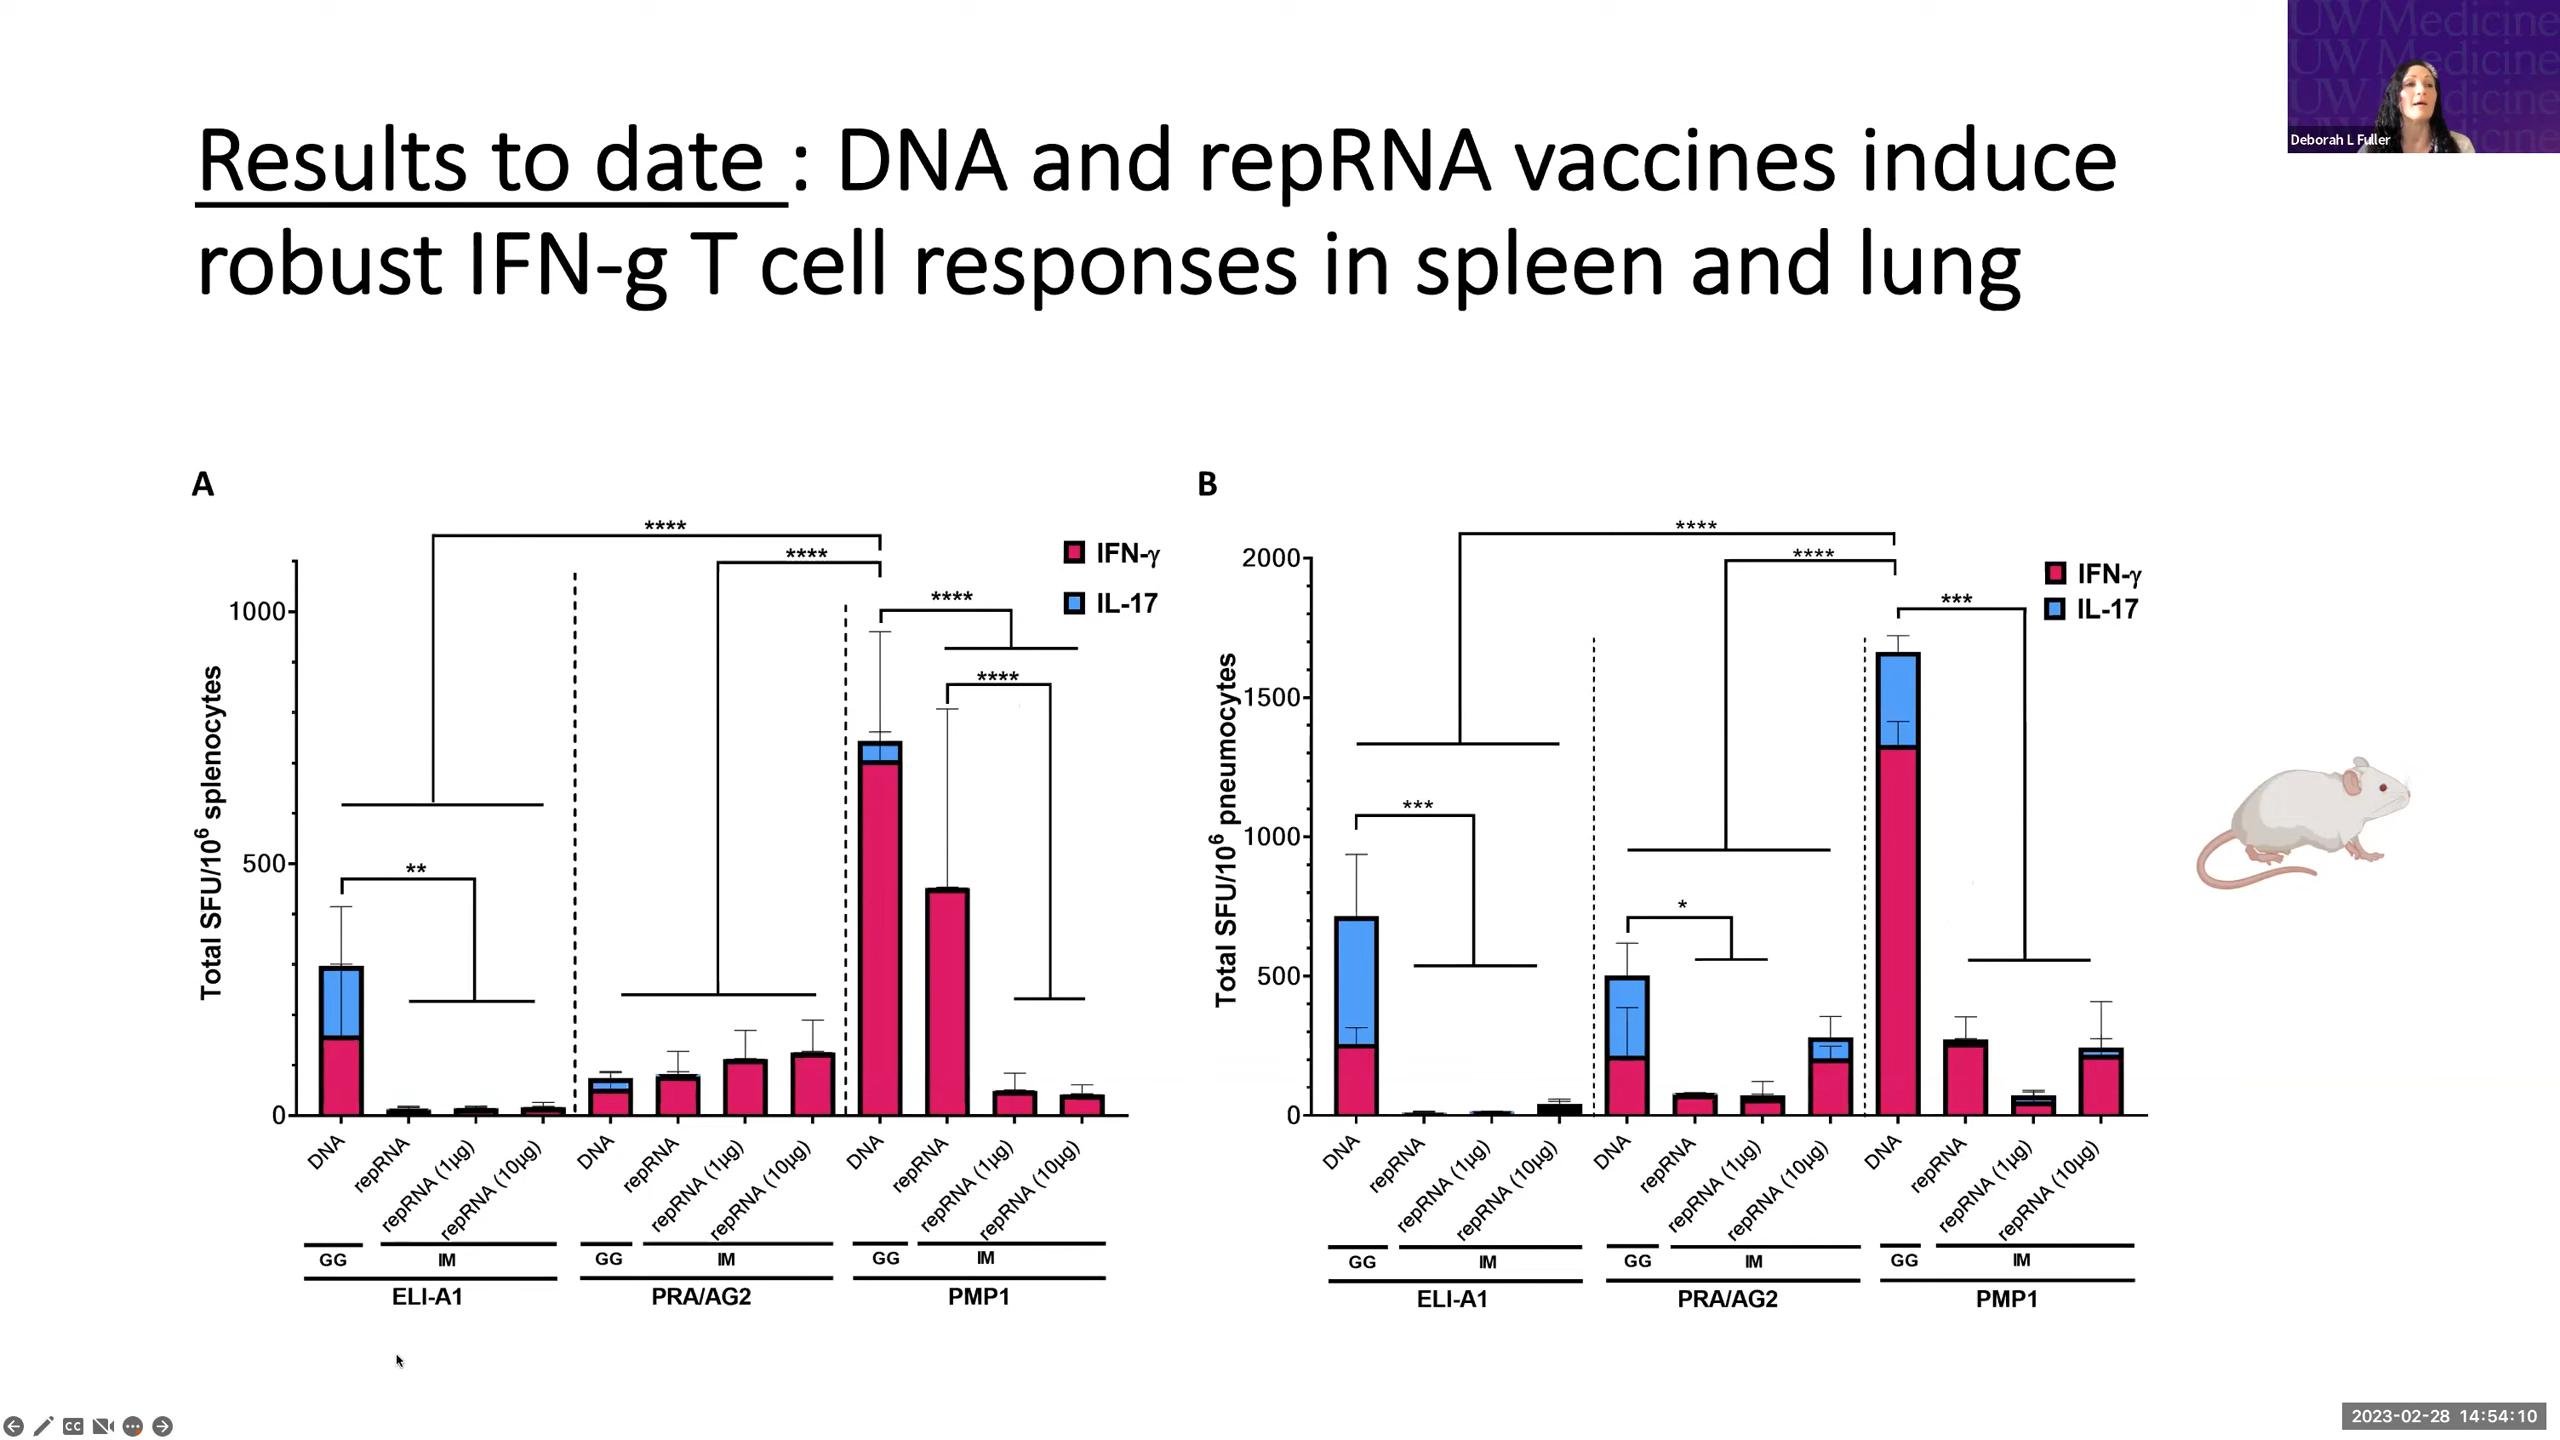 UW Medicine
UW Medicine
Deborah L Fuller
Results to date : DNA and repRNA vaccines induce
robust IFN-g T cell responses in spleen and lung
A
****
****
****
****
**
IFN-γ
IL-17
Total SFU/10⁶ splenocytes
1000
500
0
DNA
repRNA
repRNA (1µg)
repRNA (10µg)
DNA
repRNA
repRNA (1µg)
repRNA (10µg)
DNA
repRNA
repRNA (1µg)
repRNA (10µg)
GG
IM
GG
IM
GG
IM
ELI-A1
PRA/AG2
PMP1
B
****
****
***
***
*
IFN-γ
IL-17
Total SFU/10⁶ pneumocytes
2000
1500
1000
500
0
DNA
repRNA
repRNA (1µg)
repRNA (10µg)
DNA
repRNA
repRNA (1µg)
repRNA (10µg)
DNA
repRNA
repRNA (1µg)
repRNA (10µg)
GG
IM
GG
IM
GG
IM
ELI-A1
PRA/AG2
PMP1
CC
2023-02-28 14:54:10